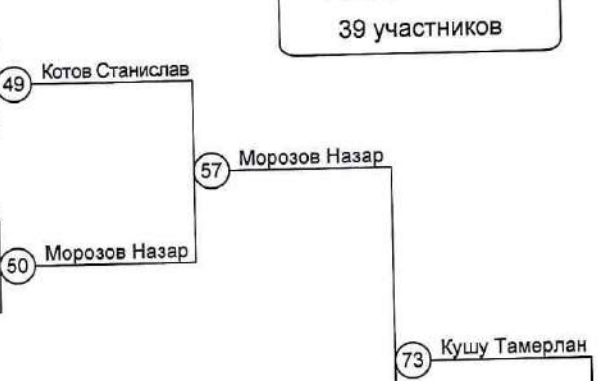 39 участников
49 Котов Станислав
57 Морозов Назар
50 Морозов Назар
73 Кушу Тамерлан